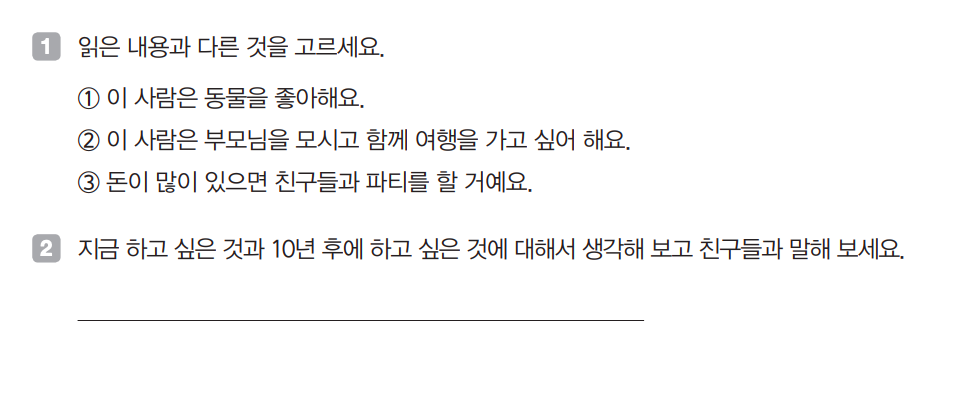 1 읽은 내용과 다른 것을 고르세요.
① 이 사람은 동물을 좋아해요.
② 이 사람은 부모님을 모시고 함께 여행을 가고 싶어 해요.
③ 돈이 많이 있으면 친구들과 파티를 할 거예요.
2 지금 하고 싶은 것과 10년 후에 하고 싶은 것에 대해서 생각해 보고 친구들과 말해 보세요.